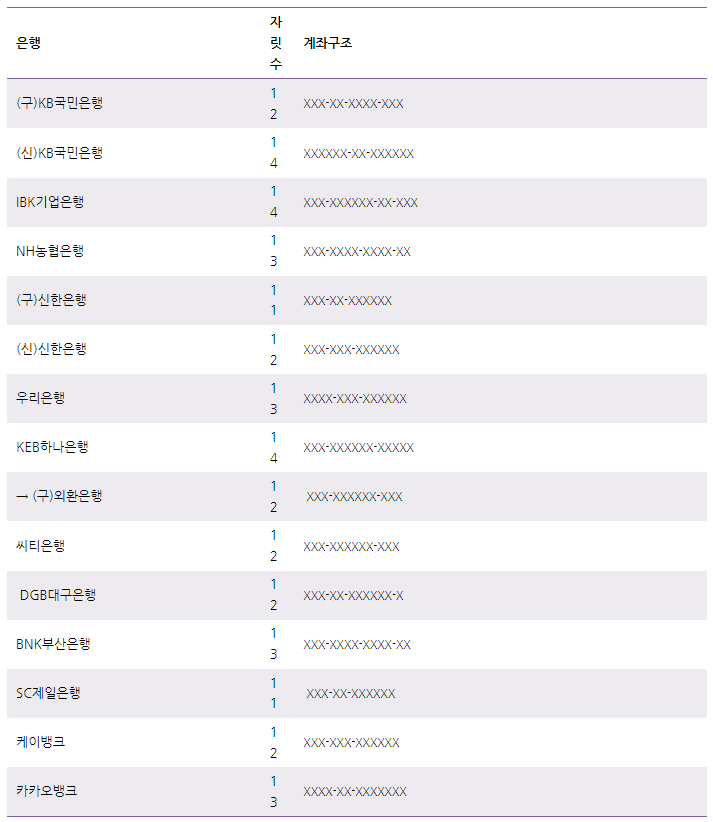 은행 자릿수 계좌구조
(구)KB국민은행 12 XXX-XX-XXXX-XXX
(신)KB국민은행 14 XXXXXX-XX-XXXXXX
IBK기업은행 14 XXX-XXXXXX-XX-XXX
NH농협은행 13 XXX-XXXX-XXXX-XX
(구)신한은행 11 XXX-XX-XXXXXX
(신)신한은행 12 XXX-XXX-XXXXXX
우리은행 13 XXXX-XXX-XXXXXX
KEB하나은행 14 XXX-XXXXXX-XXXXX
→ (구)외환은행 12 XXX-XXXXXX-XXX
씨티은행 12 XXX-XXXXXX-XXX
DGB대구은행 12 XXX-XX-XXXXXX-X
BNK부산은행 13 XXX-XXXX-XXXX-XX
SC제일은행 11 XXX-XX-XXXXXX
케이뱅크 12 XXX-XXX-XXXXXX
카카오뱅크 13 XXXX-XX-XXXXXXX